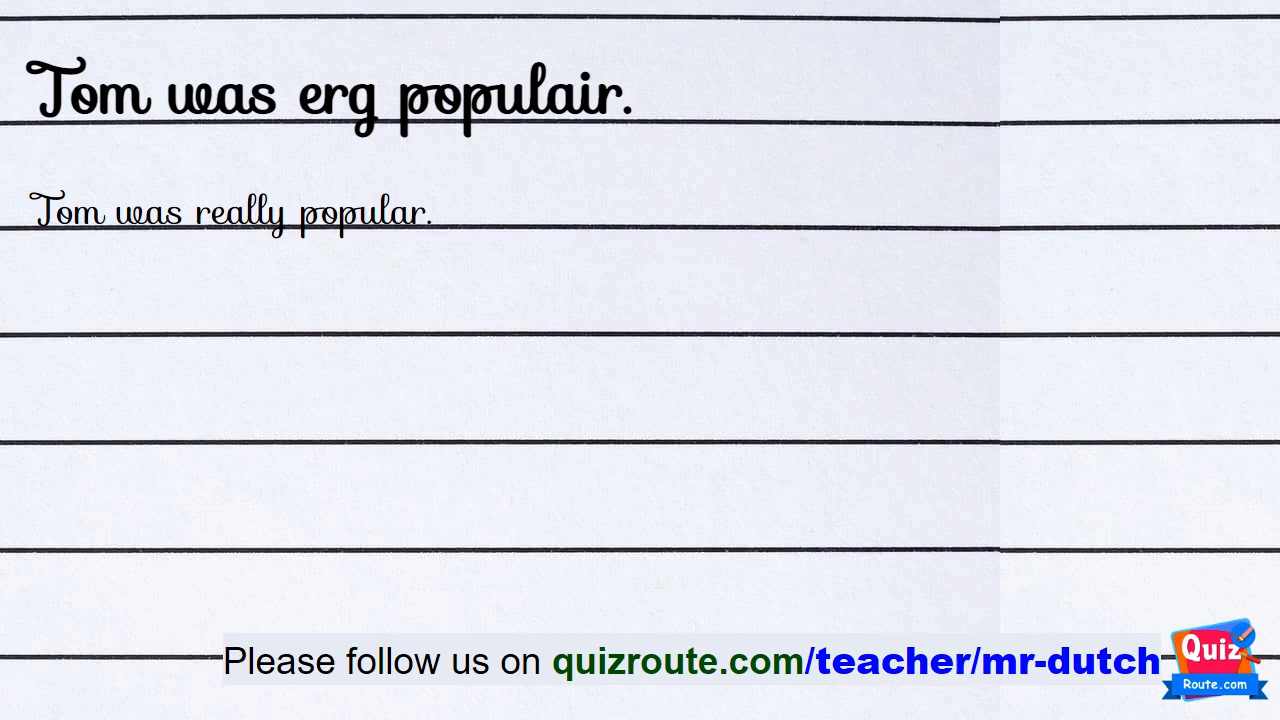 Tom was erg populair.
Tom was really popular.
Please follow us on quizroute.com/teacher/mr-dutch
Quiz
Route.com